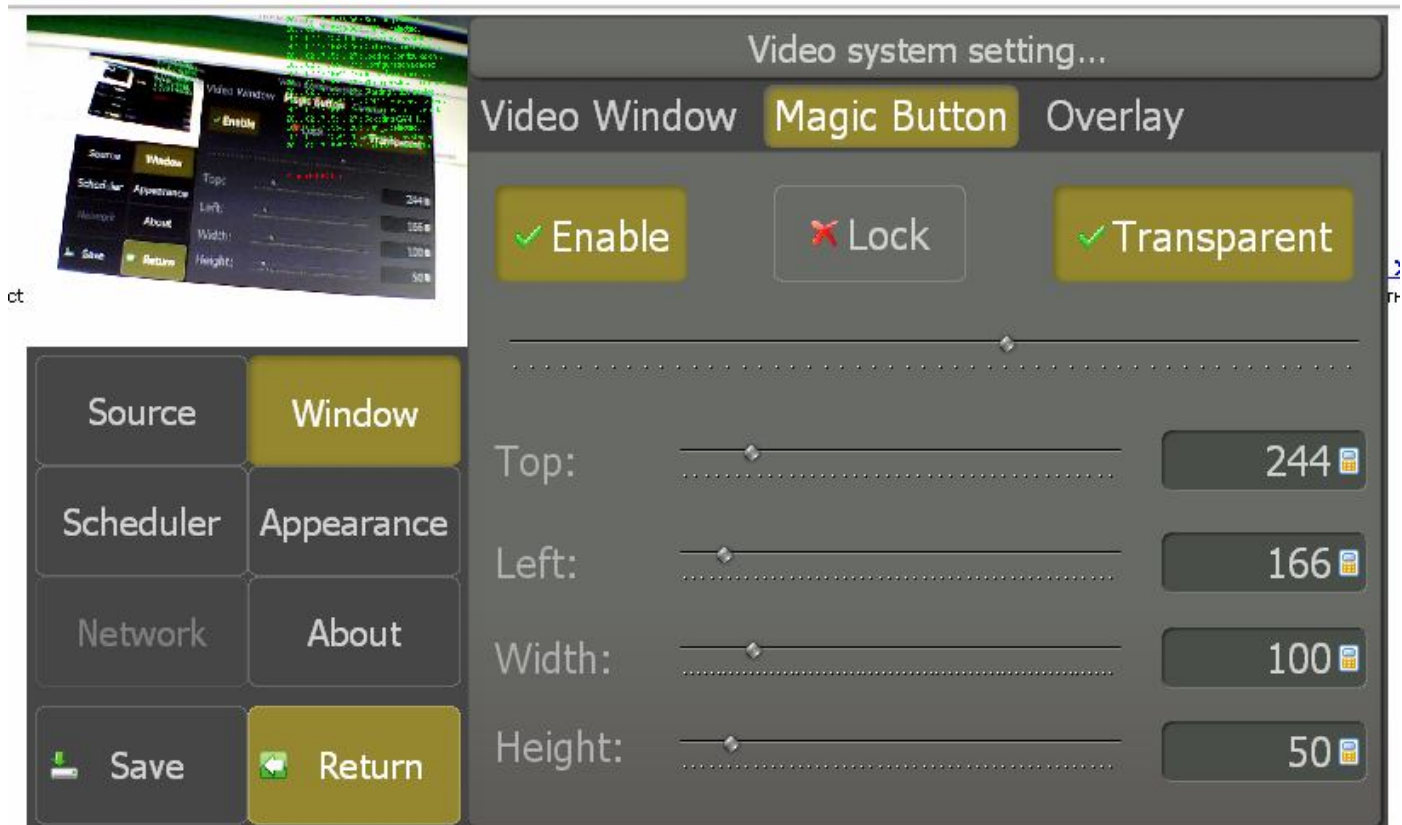 Video system setting...
Video Window Magic Button Overlay
Enable Lock Transparent
Top: 244
Left: 166
Width: 100
Height: 50
Source Window
Scheduler Appearance
Network About
Save Return
ct
Video Window
Enable
Source Window
Scheduler Appearance
Network About
Save Return
Top: 244
Left: 166
Width: 100
Height: 50